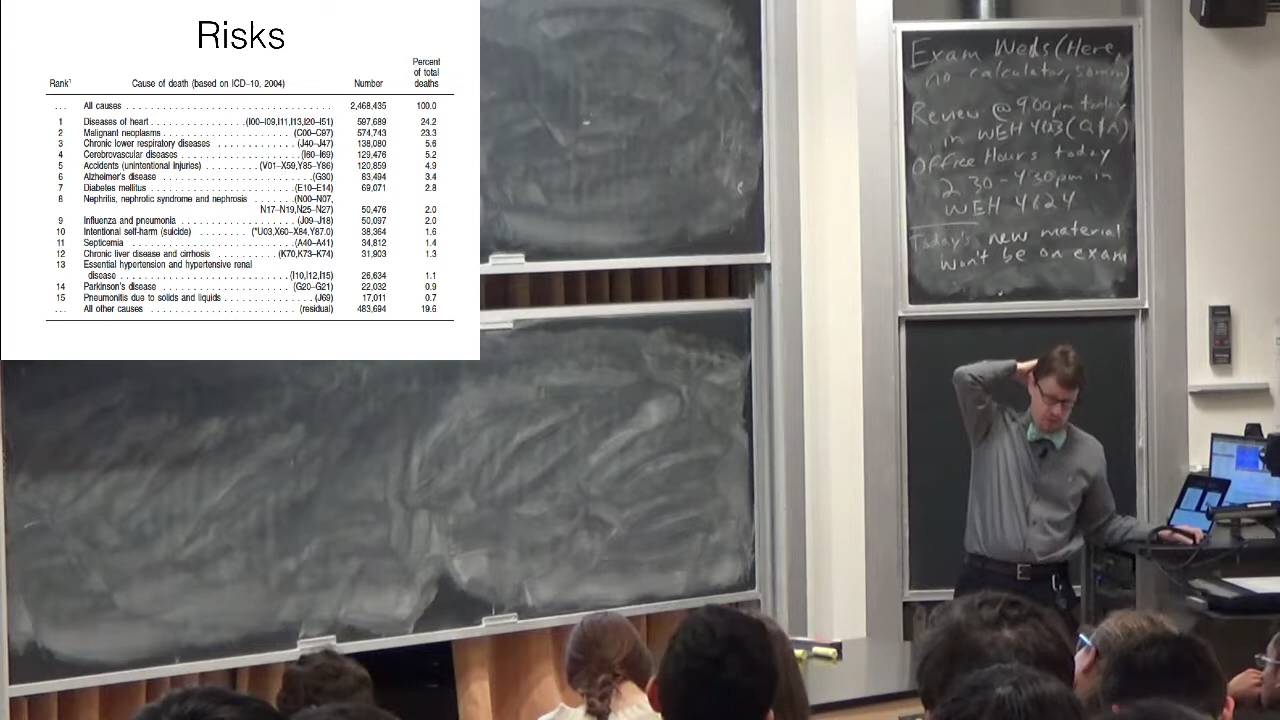 Risks
Percent
of total
Rank¹ Cause of death (based on ICD–10, 2004) Number deaths
... All causes 2,468,435 100.0
1 Diseases of heart (I00–I09,I11,I13,I20–I51) 597,689 24.2
2 Malignant neoplasms (C00–C97) 574,743 23.3
3 Chronic lower respiratory diseases (J40–J47) 138,080 5.6
4 Cerebrovascular diseases (I60–I69) 129,476 5.2
5 Accidents (unintentional injuries) (V01–X59,Y85–Y86) 120,859 4.9
6 Alzheimer's disease (G30) 83,494 3.4
7 Diabetes mellitus (E10–E14) 69,071 2.8
8 Nephritis, nephrotic syndrome and nephrosis (N00–N07,
N17–N19,N25–N27) 50,476 2.0
9 Influenza and pneumonia (J09–J18) 50,097 2.0
10 Intentional self-harm (suicide) (*U03,X60–X84,Y87.0) 38,364 1.6
11 Septicemia (A40–A41) 34,812 1.4
12 Chronic liver disease and cirrhosis (K70,K73–K74) 31,903 1.3
13 Essential hypertension and hypertensive renal
disease (I10,I12,I15) 26,634 1.1
14 Parkinson's disease (G20–G21) 22,032 0.9
15 Pneumonitis due to solids and liquids (J69) 17,011 0.7
... All other causes (residual) 483,694 19.6
Exam Weds (Here,
no calculator, 50min)
Review @ 9:00pm today
in WEH 7403 (Q&A)
Office Hours today
2:30-4:30pm in
WEH 4624
Today's new material
won't be on exam